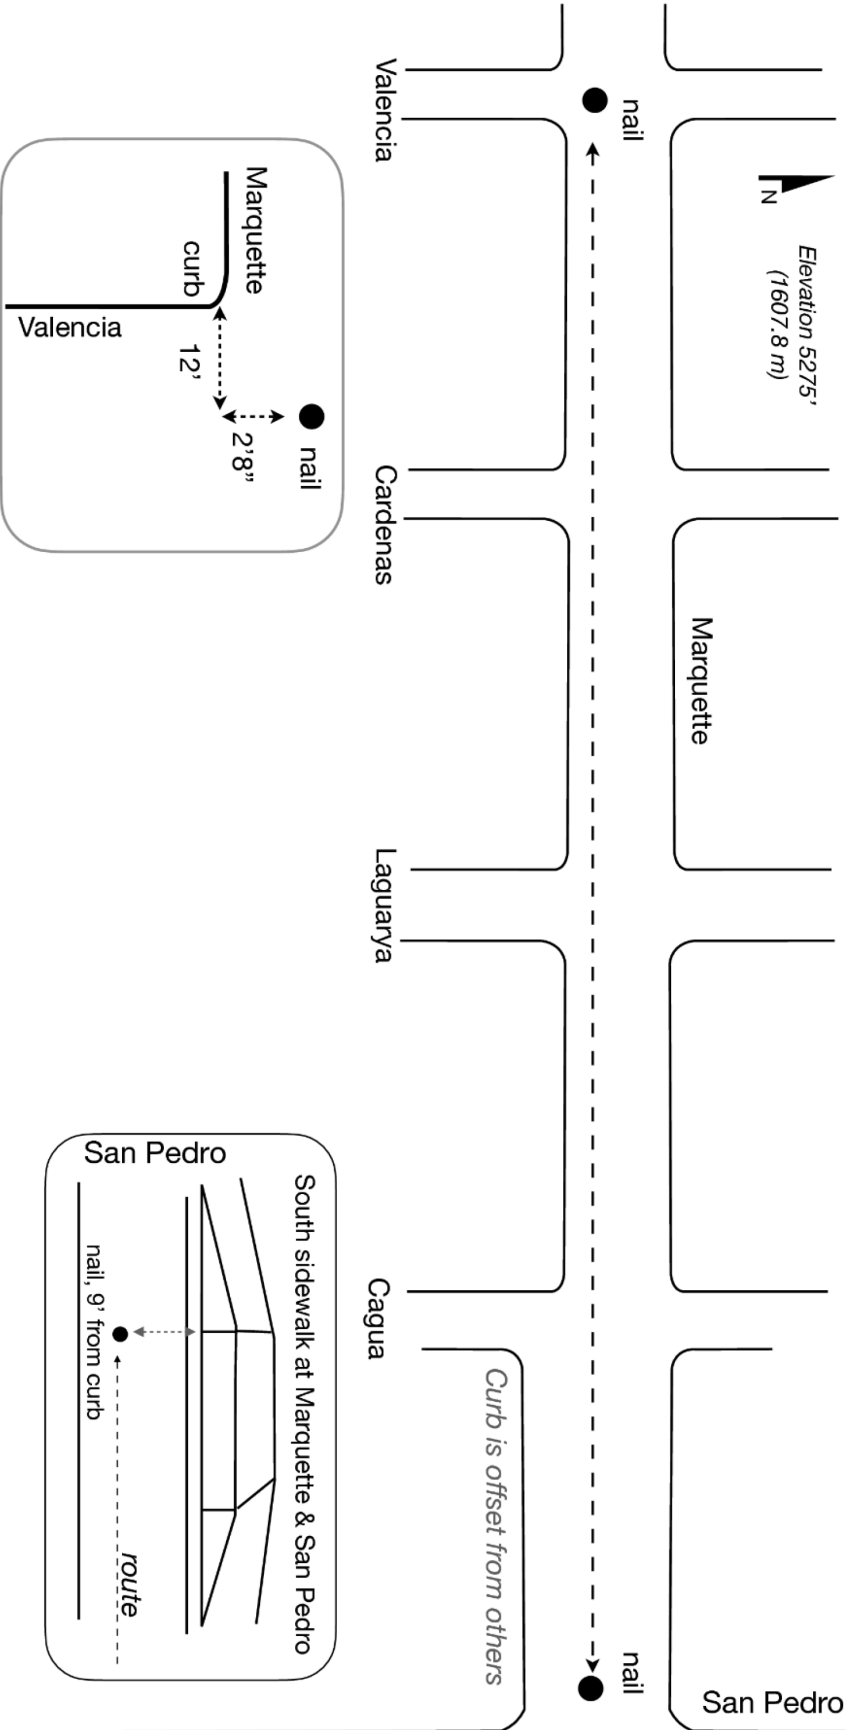 Valencia
nail
N
Elevation 5275’
(1607.8 m)
Marquette
curb
Valencia
12’
2’8”
nail
Cardenas
Marquette
Laguarya
Cagua
Curb is offset from others
nail
San Pedro
San Pedro
South sidewalk at Marquette & San Pedro
nail, 9’ from curb
route